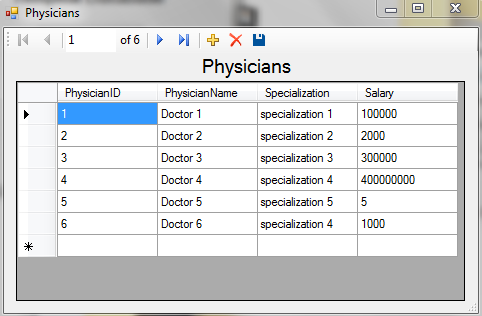 Physicians
1 of 6
Physicians
PhysicianID PhysicianName Specialization Salary
1 Doctor 1 specialization 1 100000
2 Doctor 2 specialization 2 2000
3 Doctor 3 specialization 3 300000
4 Doctor 4 specialization 4 400000000
5 Doctor 5 specialization 5 5
6 Doctor 6 specialization 4 1000